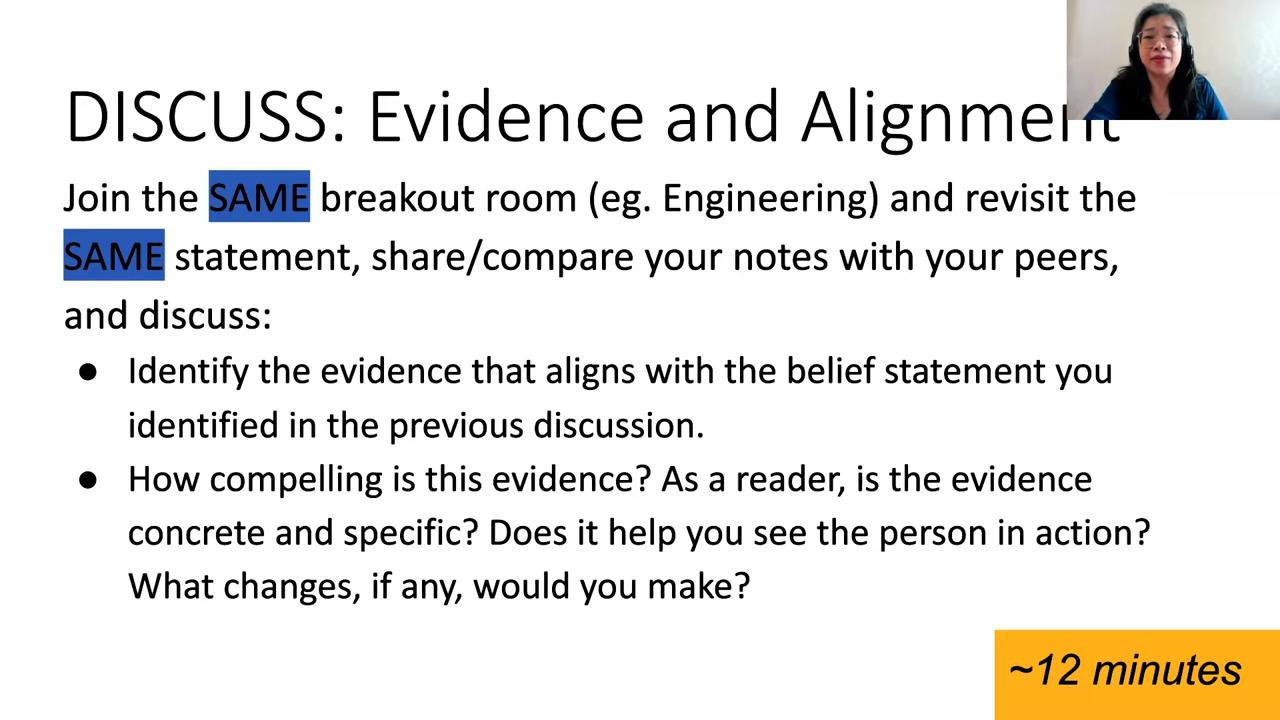 DISCUSS: Evidence and Alignment
Join the SAME breakout room (eg. Engineering) and revisit the
SAME statement, share/compare your notes with your peers,
and discuss:
● Identify the evidence that aligns with the belief statement you
identified in the previous discussion.
● How compelling is this evidence? As a reader, is the evidence
concrete and specific? Does it help you see the person in action?
What changes, if any, would you make?
~12 minutes